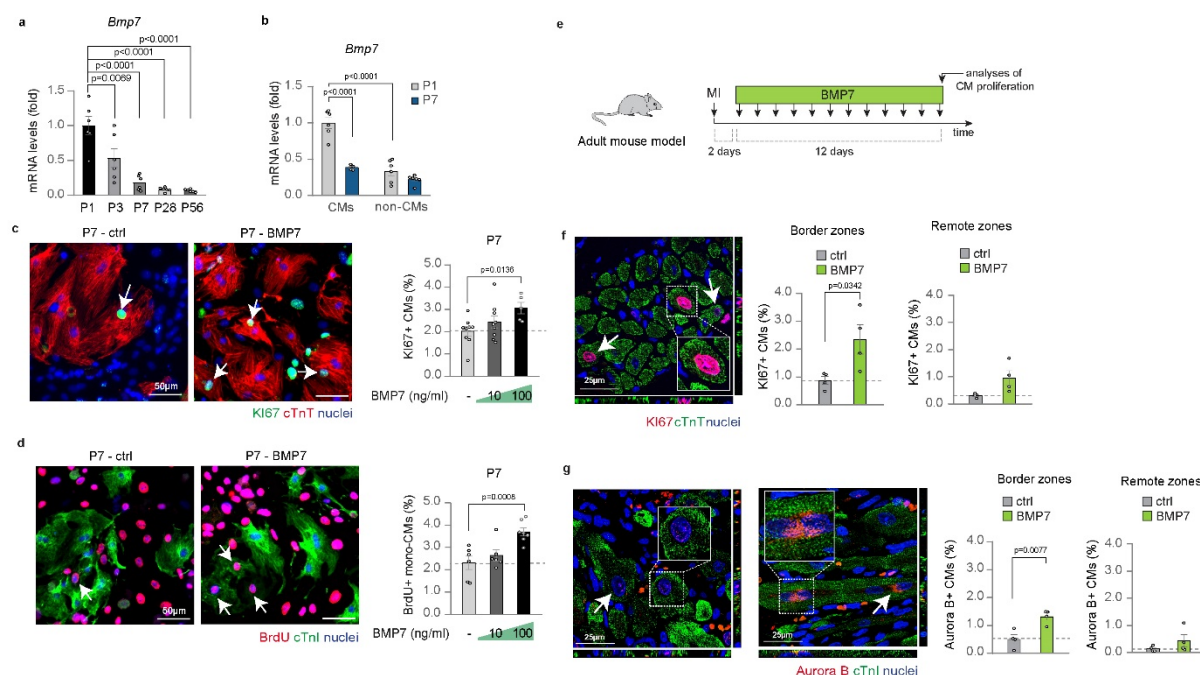 a
Bmp7
p<0.0001
p<0.0001
p<0.0001
p=0.0069
mRNA levels (fold)
1.5
1.0
0.5
0.0
P1 P3 P7 P28 P56
b
Bmp7
P1
P7
p<0.0001
p<0.0001
mRNA levels (fold)
1.5
1.0
0.5
0.0
CMs non-CMs
e
Adult mouse model
MI
BMP7
analyses of
CM proliferation
time
2 days
12 days
c
P7 - ctrl
P7 - BMP7
50µm
KI67 cTnT nuclei
P7
p=0.0136
KI67+ CMs (%)
5.0
4.0
3.0
2.0
1.0
0.0
BMP7 (ng/ml) - 10 100
f
25µm
KI67cTnTnuclei
Border zones
ctrl
BMP7
p=0.0342
KI67+ CMs (%)
4.0
3.0
2.0
1.0
0.0
Remote zones
ctrl
BMP7
KI67+ CMs (%)
4.0
3.0
2.0
1.0
0.0
d
P7 - ctrl
P7 - BMP7
50µm
BrdU cTnI nuclei
P7
p=0.0008
BrdU+ mono-CMs (%)
5.0
4.0
3.0
2.0
1.0
0.0
BMP7 (ng/ml) - 10 100
g
25µm
25µm
Aurora B cTnI nuclei
Border zones
ctrl
BMP7
p=0.0077
Aurora B+ CMs (%)
4.0
3.0
2.0
1.0
0.0
Remote zones
ctrl
BMP7
Aurora B+ CMs (%)
4.0
3.0
2.0
1.0
0.0